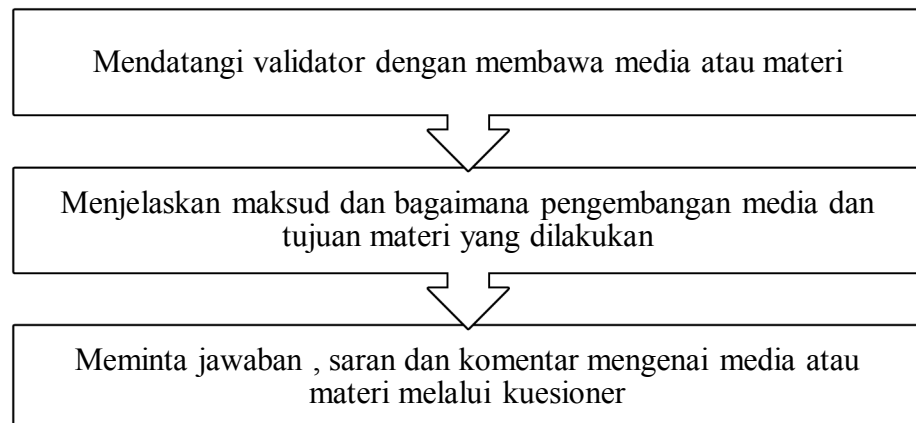 Mendatangi validator dengan membawa media atau materi
Menjelaskan maksud dan bagaimana pengembangan media dan
tujuan materi yang dilakukan
Meminta jawaban , saran dan komentar mengenai media atau
materi melalui kuesioner